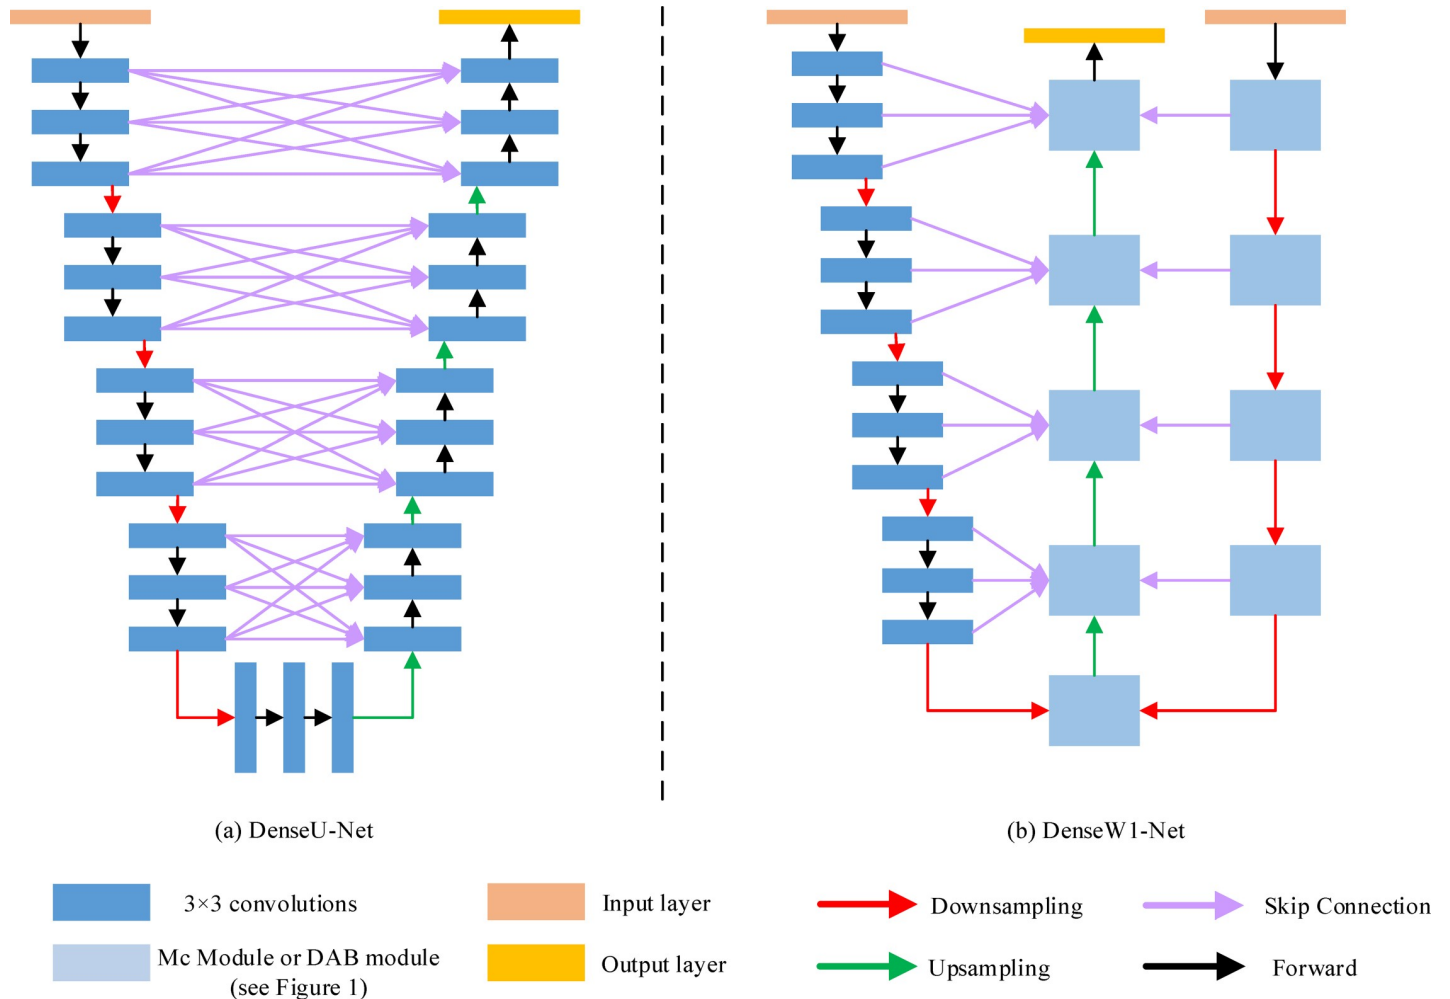 (a) DenseU-Net
(b) DenseW1-Net
3×3 convolutions
Input layer
Downsampling
Skip Connection
Mc Module or DAB module
(see Figure 1)
Output layer
Upsampling
Forward